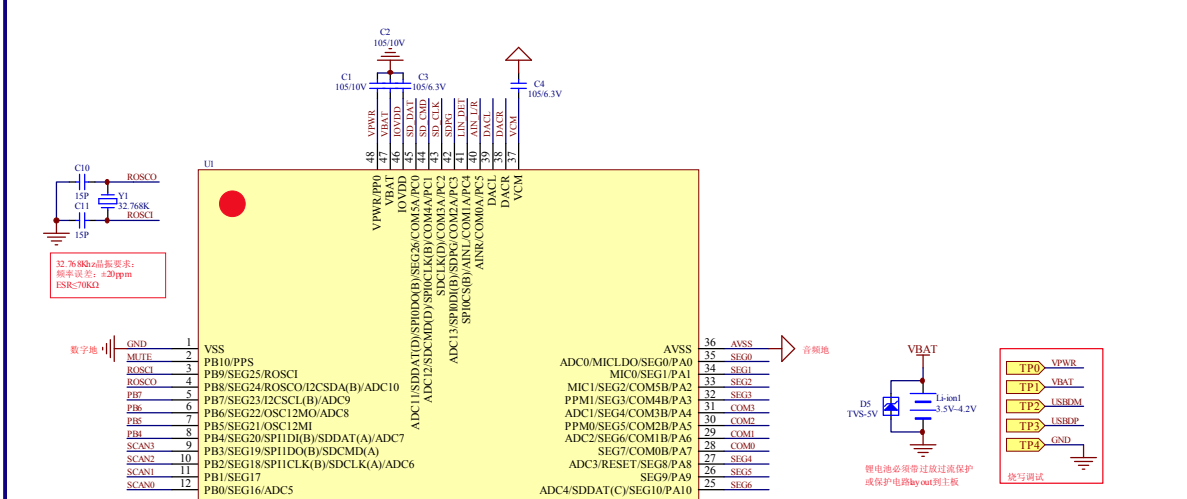 C2
105/10V
C1
105/10V
C3
105/6.3V
C4
105/6.3V
VPWR
VBAT
IOVDD
SD_DAT
SD_CMD
SD_CLK
SDPG
LIN_DET
AIN_L/R
DACL
DACR
VCM
48
47
46
45
44
43
42
41
40
39
38
37
U1
VPWR/PP0
VBAT
IOVDD
ADC11/SDDAT(D)/SPI0DO(B)/SEG26/COM5A/PC0
ADC12/SDCMD(D)/SPI0CLK(B)/COM4A/PC1
SDCLK(D)/COM3A/PC2
ADC13/SPI0DI(B)/SDPG/COM2A/PC3
SPI0CS(B)/AINL/COM1A/PC4
AINR/COM0A/PC5
DACL
DACR
VCM
C10
15P
ROSCO
Y1
32.768K
C11
15P
ROSCI
32.768Khz晶振要求:
频率误差: ±20ppm
ESR≤70KΩ
数字地
GND 1 VSS
MUTE 2 PB10/PPS
ROSCI 3 PB9/SEG25/ROSCI
ROSCO 4 PB8/SEG24/ROSCO/I2CSDA(B)/ADC10
PB7 5 PB7/SEG23/I2CSCL(B)/ADC9
PB6 6 PB6/SEG22/OSC12MO/ADC8
PB5 7 PB5/SEG21/OSC12MI
PB4 8 PB4/SEG20/SPI1DI(B)/SDDAT(A)/ADC7
SCAN3 9 PB3/SEG19/SPI1DO(B)/SDCMD(A)
SCAN2 10 PB2/SEG18/SPI1CLK(B)/SDCLK(A)/ADC6
SCAN1 11 PB1/SEG17
SCAN0 12 PB0/SEG16/ADC5
AVSS 36 AVSS
ADC0/MICLDO/SEG0/PA0 35 SEG0
MIC0/SEG1/PA1 34 SEG1
MIC1/SEG2/COM5B/PA2 33 SEG2
PPM1/SEG3/COM4B/PA3 32 SEG3
ADC1/SEG4/COM3B/PA4 31 COM3
PPM0/SEG5/COM2B/PA5 30 COM2
ADC2/SEG6/COM1B/PA6 29 COM1
SEG7/COM0B/PA7 28 COM0
ADC3/RESET/SEG8/PA8 27 SEG4
SEG9/PA9 26 SEG5
ADC4/SDDAT(C)/SEG10/PA10 25 SEG6
音频地
VBAT
D5
TVS-5V
Li-ion1
3.5V~4.2V
锂电池必须带过放过流保护
或保护电路layout到主板
TP0 VPWR
TP1 VBAT
TP2 USBDM
TP3 USBDP
TP4 GND
烧写调试